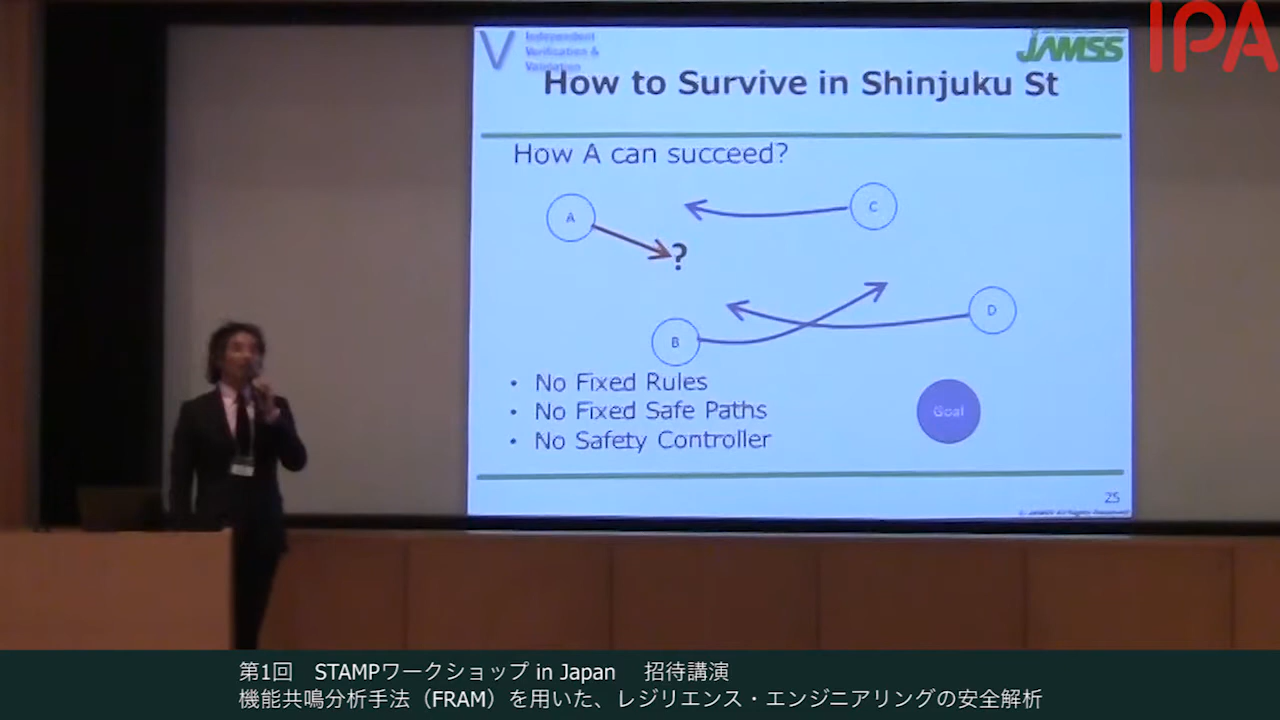 IPA
V
Independent
Verification &
Validation
JAMSS
How to Survive in Shinjuku St
How A can succeed?
A
C
?
D
B
• No Fixed Rules
• No Fixed Safe Paths
• No Safety Controller
Goal
25
第1回 STAMPワークショップ in Japan 招待講演
機能共鳴分析手法（FRAM）を用いた、レジリエンス・エンジニアリングの安全解析